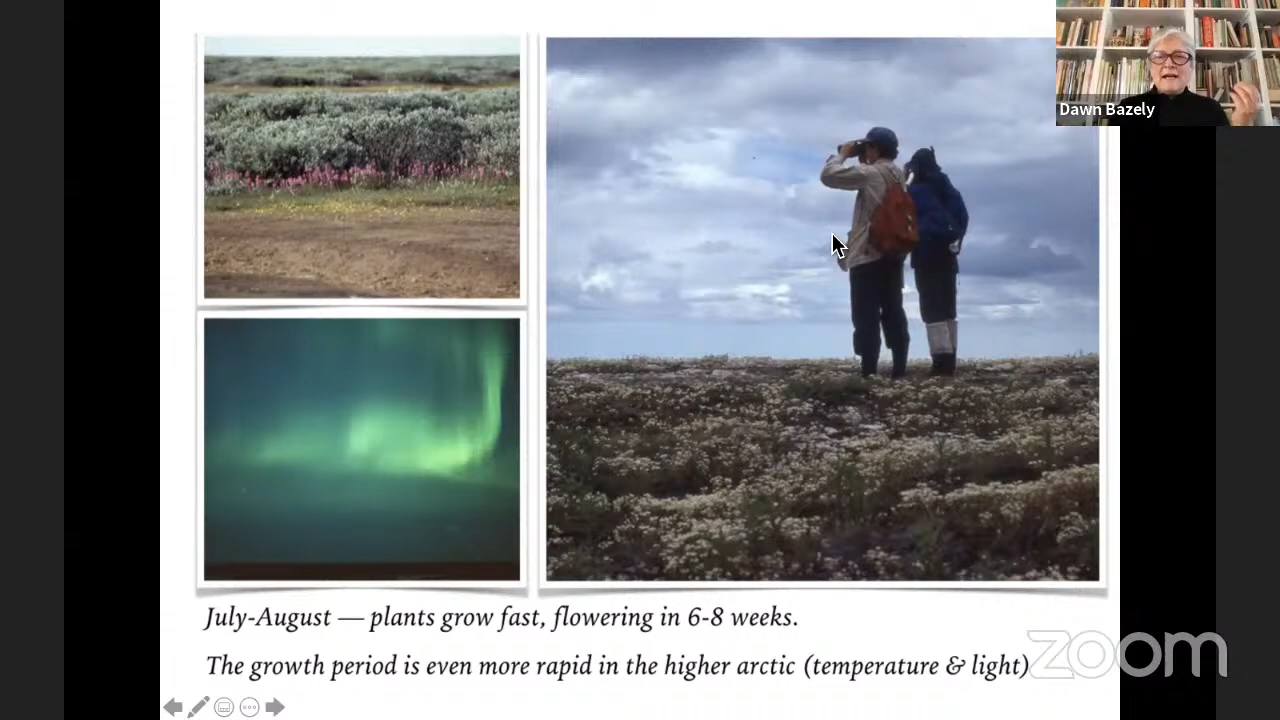 Dawn Bazely
July-August — plants grow fast, flowering in 6-8 weeks.
The growth period is even more rapid in the higher arctic (temperature & light)
zoom